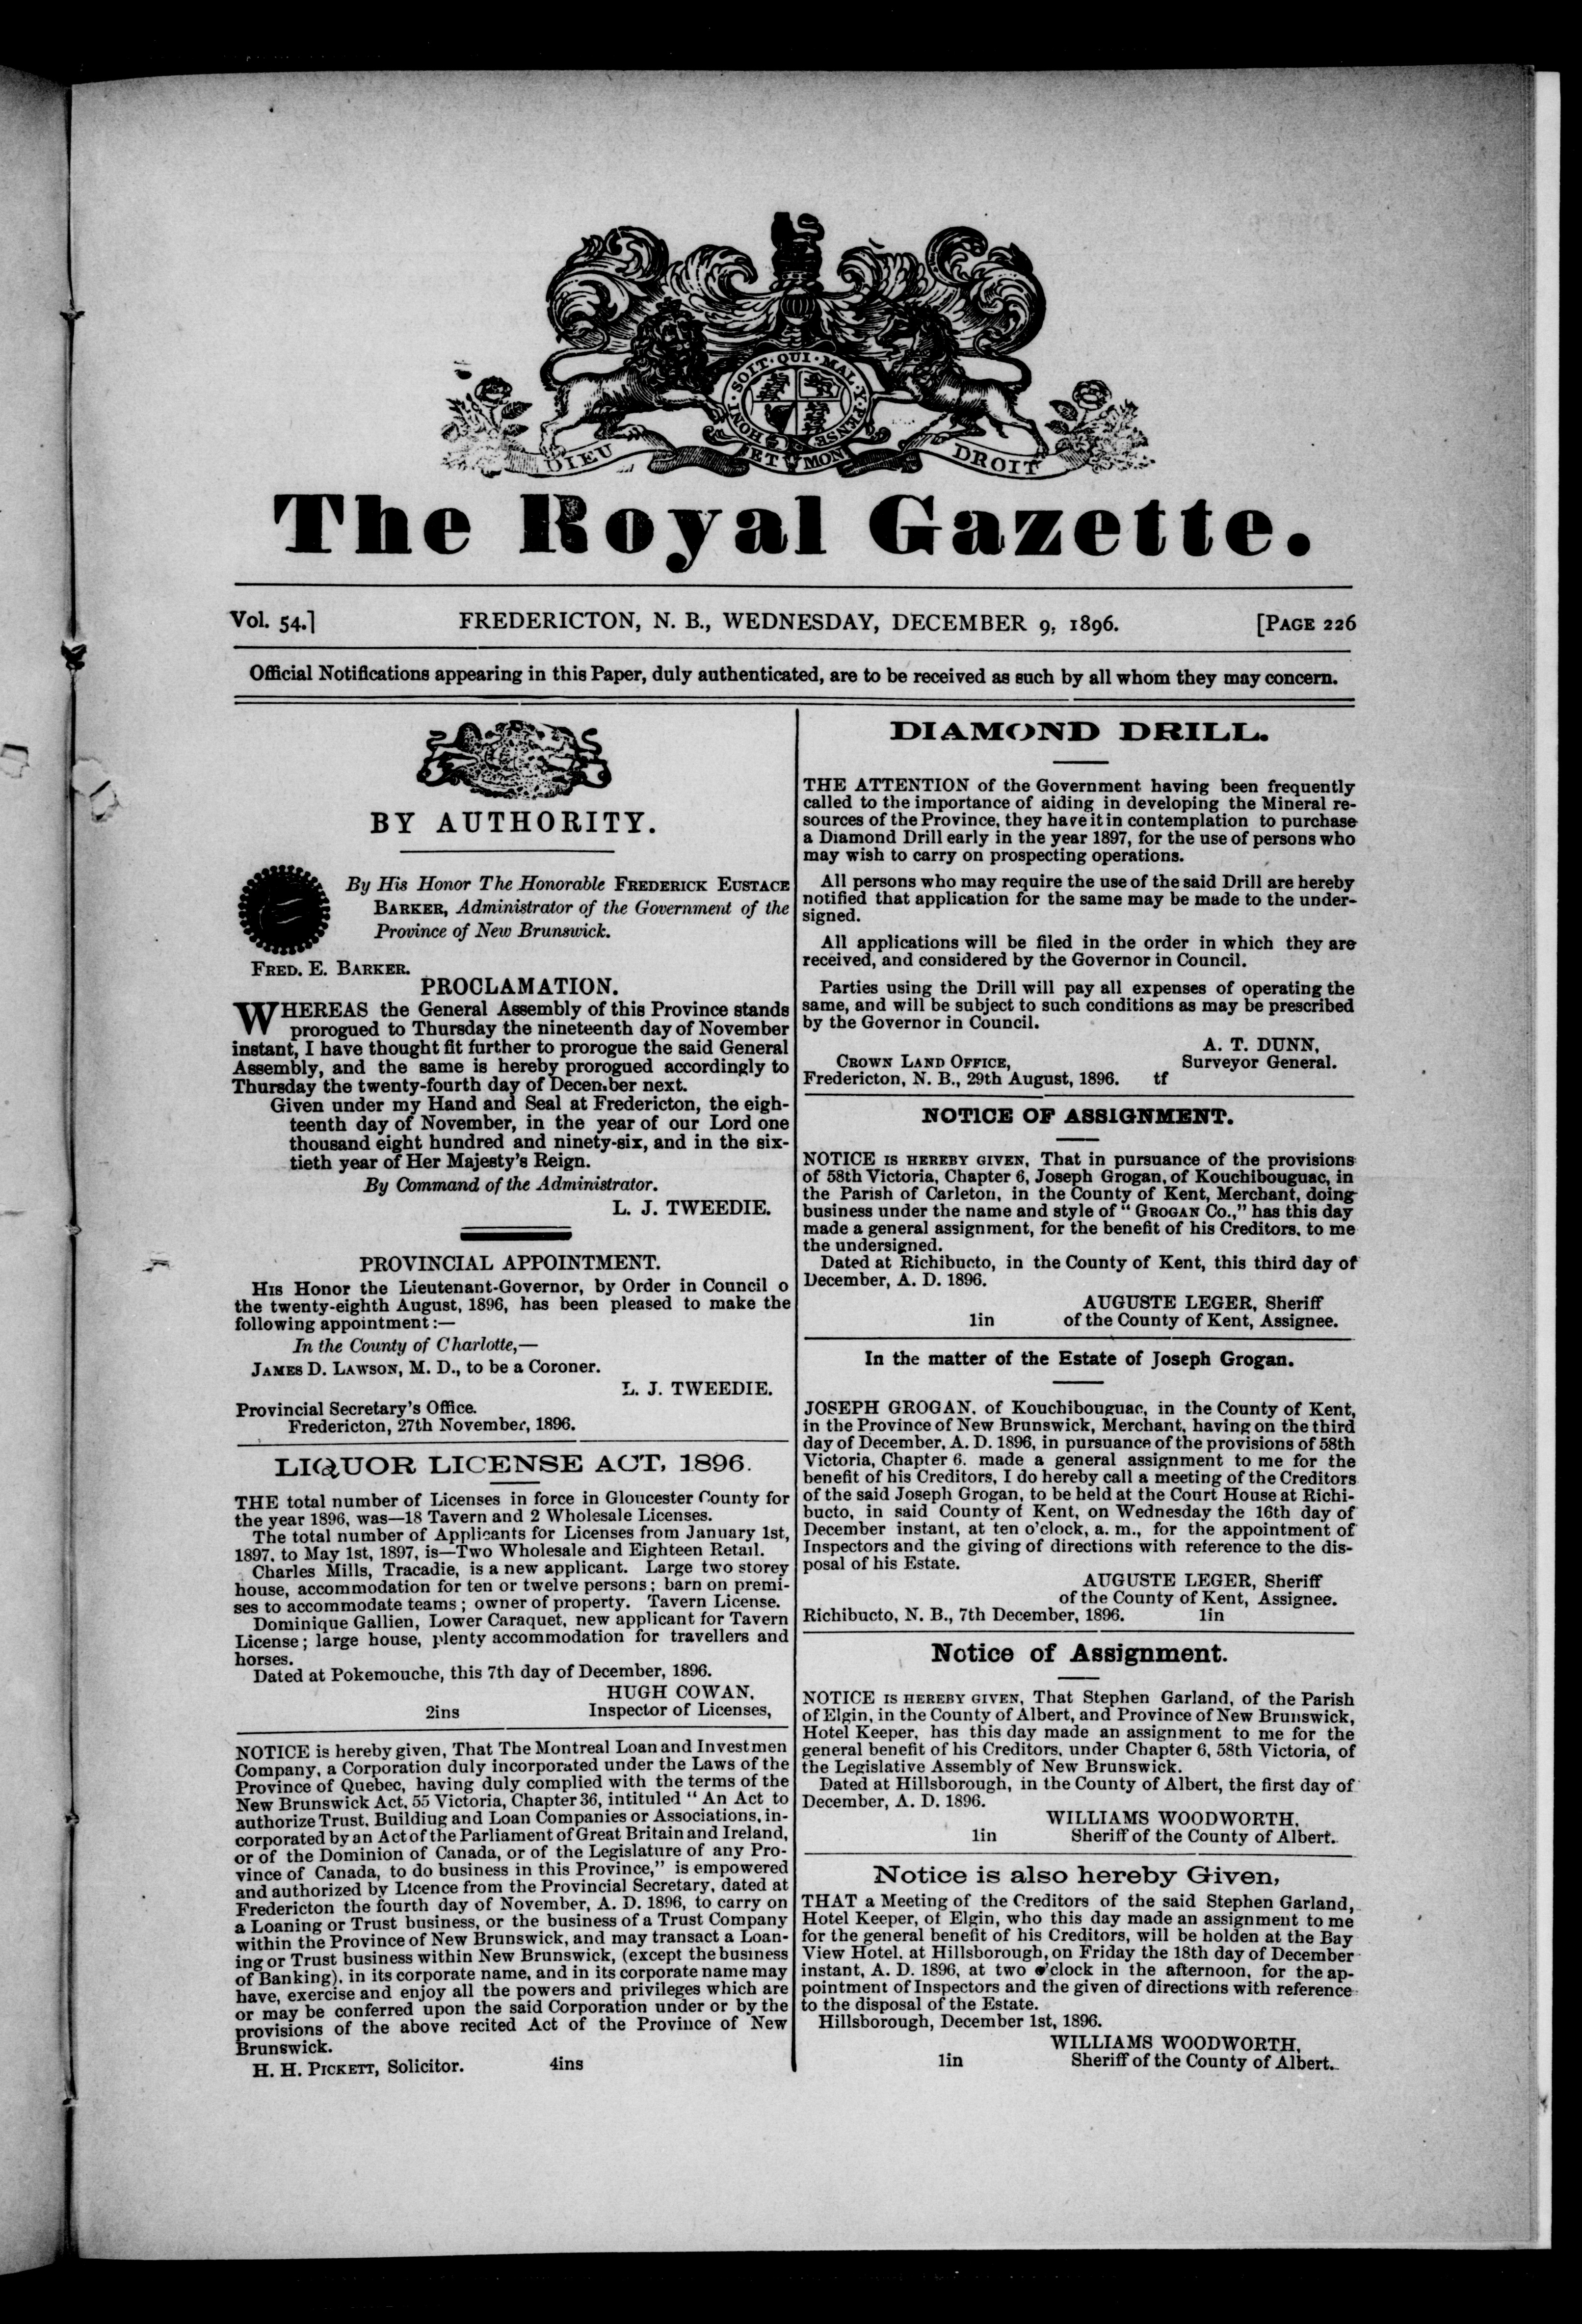 HONI · SOIT · QUI · MAL · Y · PENSE
DIEU ET MON DROIT
The Royal Gazette.
Vol. 54.] FREDERICTON, N. B., WEDNESDAY, DECEMBER 9, 1896. [PAGE 226
Official Notifications appearing in this Paper, duly authenticated, are to be received as such by all whom they may concern.
BY AUTHORITY.
By His Honor The Honorable FREDERICK EUSTACE
BARKER, Administrator of the Government of the
Province of New Brunswick.
FRED. E. BARKER.
PROCLAMATION.
WHEREAS the General Assembly of this Province stands
prorogued to Thursday the nineteenth day of November
instant, I have thought fit further to prorogue the said General
Assembly, and the same is hereby prorogued accordingly to
Thursday the twenty-fourth day of December next.
Given under my Hand and Seal at Fredericton, the eigh-
teenth day of November, in the year of our Lord one
thousand eight hundred and ninety-six, and in the six-
tieth year of Her Majesty's Reign.
By Command of the Administrator.
L. J. TWEEDIE.
PROVINCIAL APPOINTMENT.
HIS HONOR the Lieutenant-Governor, by Order in Council o
the twenty-eighth August, 1896, has been pleased to make the
following appointment :—
In the County of Charlotte,—
JAMES D. LAWSON, M. D., to be a Coroner.
L. J. TWEEDIE.
Provincial Secretary's Office.
Fredericton, 27th November, 1896.
LIQUOR LICENSE ACT, 1896.
THE total number of Licenses in force in Gloucester County for
the year 1896, was—18 Tavern and 2 Wholesale Licenses.
The total number of Applicants for Licenses from January 1st,
1897, to May 1st, 1897, is—Two Wholesale and Eighteen Retail.
Charles Mills, Tracadie, is a new applicant. Large two storey
house, accommodation for ten or twelve persons; barn on premi-
ses to accommodate teams; owner of property. Tavern License.
Dominique Gallien, Lower Caraquet, new applicant for Tavern
License; large house, plenty accommodation for travellers and
horses.
Dated at Pokemouche, this 7th day of December, 1896.
HUGH COWAN,
2ins Inspector of Licenses,
NOTICE is hereby given, That The Montreal Loan and Investmen
Company, a Corporation duly incorporated under the Laws of the
Province of Quebec, having duly complied with the terms of the
New Brunswick Act, 55 Victoria, Chapter 36, intituled "An Act to
authorize Trust, Building and Loan Companies or Associations, in-
corporated by an Act of the Parliament of Great Britain and Ireland,
or of the Dominion of Canada, or of the Legislature of any Pro-
vince of Canada, to do business in this Province," is empowered
and authorized by Licence from the Provincial Secretary, dated at
Fredericton the fourth day of November, A. D. 1896, to carry on
a Loaning or Trust business, or the business of a Trust Company
within the Province of New Brunswick, and may transact a Loan-
ing or Trust business within New Brunswick, (except the business
of Banking), in its corporate name, and in its corporate name may
have, exercise and enjoy all the powers and privileges which are
or may be conferred upon the said Corporation under or by the
provisions of the above recited Act of the Province of New
Brunswick.
H. H. PICKETT, Solicitor. 4ins
DIAMOND DRILL.
THE ATTENTION of the Government having been frequently
called to the importance of aiding in developing the Mineral re-
sources of the Province, they have it in contemplation to purchase
a Diamond Drill early in the year 1897, for the use of persons who
may wish to carry on prospecting operations.
All persons who may require the use of the said Drill are hereby
notified that application for the same may be made to the under-
signed.
All applications will be filed in the order in which they are
received, and considered by the Governor in Council.
Parties using the Drill will pay all expenses of operating the
same, and will be subject to such conditions as may be prescribed
by the Governor in Council.
A. T. DUNN,
CROWN LAND OFFICE, Surveyor General.
Fredericton, N. B., 29th August, 1896. tf
NOTICE OF ASSIGNMENT.
NOTICE IS HEREBY GIVEN, That in pursuance of the provisions
of 58th Victoria, Chapter 6, Joseph Grogan, of Kouchibouguac, in
the Parish of Carleton, in the County of Kent, Merchant, doing
business under the name and style of "GROGAN CO.," has this day
made a general assignment, for the benefit of his Creditors, to me
the undersigned.
Dated at Richibucto, in the County of Kent, this third day of
December, A. D. 1896.
AUGUSTE LEGER, Sheriff
1in of the County of Kent, Assignee.
In the matter of the Estate of Joseph Grogan.
JOSEPH GROGAN, of Kouchibouguac, in the County of Kent,
in the Province of New Brunswick, Merchant, having on the third
day of December, A. D. 1896, in pursuance of the provisions of 58th
Victoria, Chapter 6, made a general assignment to me for the
benefit of his Creditors, I do hereby call a meeting of the Creditors
of the said Joseph Grogan, to be held at the Court House at Richi-
bucto, in said County of Kent, on Wednesday the 16th day of
December instant, at ten o'clock, a. m., for the appointment of
Inspectors and the giving of directions with reference to the dis-
posal of his Estate.
AUGUSTE LEGER, Sheriff
of the County of Kent, Assignee.
Richibucto, N. B., 7th December, 1896. 1in
Notice of Assignment.
NOTICE IS HEREBY GIVEN, That Stephen Garland, of the Parish
of Elgin, in the County of Albert, and Province of New Brunswick,
Hotel Keeper, has this day made an assignment to me for the
general benefit of his Creditors, under Chapter 6, 58th Victoria, of
the Legislative Assembly of New Brunswick.
Dated at Hillsborough, in the County of Albert, the first day of
December, A. D. 1896.
WILLIAMS WOODWORTH,
1in Sheriff of the County of Albert.
Notice is also hereby Given,
THAT a Meeting of the Creditors of the said Stephen Garland,
Hotel Keeper, of Elgin, who this day made an assignment to me
for the general benefit of his Creditors, will be holden at the Bay
View Hotel, at Hillsborough, on Friday the 18th day of December
instant, A. D. 1896, at two o'clock in the afternoon, for the ap-
pointment of Inspectors and the given of directions with reference
to the disposal of the Estate.
Hillsborough, December 1st, 1896.
WILLIAMS WOODWORTH,
1in Sheriff of the County of Albert.